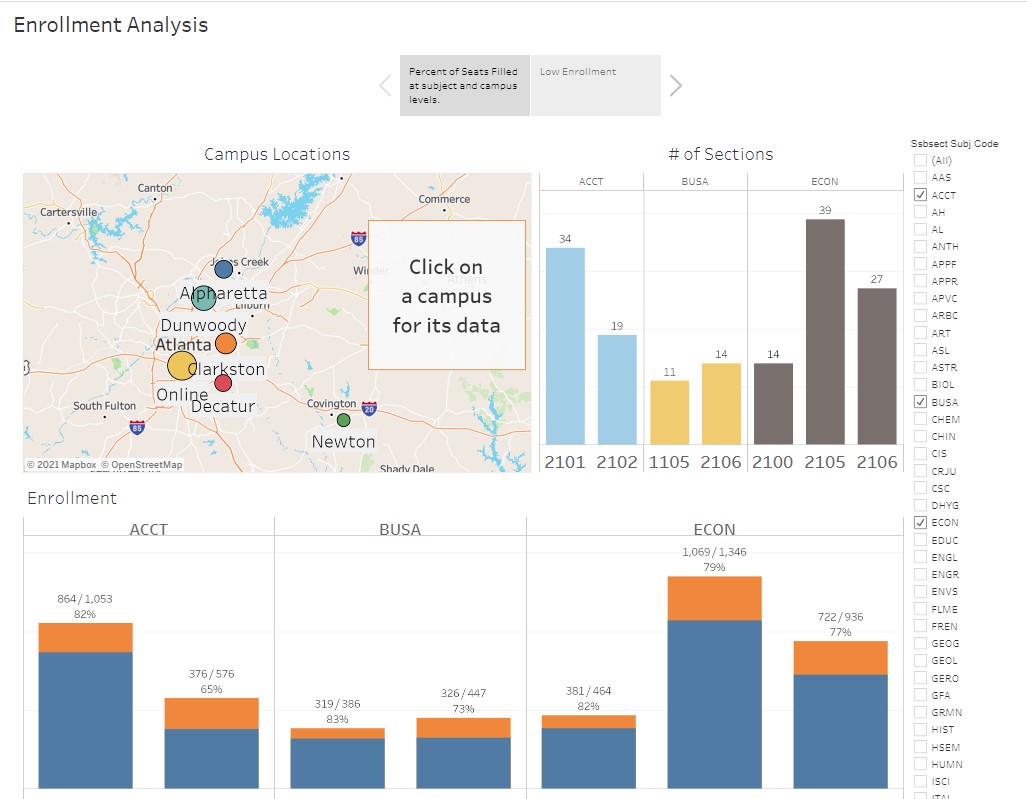 Enrollment Analysis
Percent of Seats Filled
at subject and campus
levels.
Low Enrollment
Campus Locations
Canton
Cartersville
Commerce
85
Johns Creek
Alpharetta
Lilburn
Dunwoody
Atlanta
Clarkston
Online
Decatur
South Fulton
85
Covington
20
Newton
Shady Dale
Athens
Click on
a campus
for its data
© 2021 Mapbox © OpenStreetMap
# of Sections
ACCT BUSA ECON
34
19
11
14
14
39
27
2101 2102 1105 2106 2100 2105 2106
Enrollment
ACCT BUSA ECON
864/1,053
82%
376/576
65%
319/386
83%
326/447
73%
381/464
82%
1,069/1,346
79%
722/936
77%
Ssbsect Subj Code
(All)
AAS
ACCT
AH
AL
ANTH
APPF
APPR
APVC
ARBC
ART
ASL
ASTR
BIOL
BUSA
CHEM
CHIN
CIS
CRJU
CSC
DHYG
ECON
EDUC
ENGL
ENGR
ENVS
FLME
FREN
GEOG
GEOL
GERO
GFA
GRMN
HIST
HSEM
HUMN
ISCI